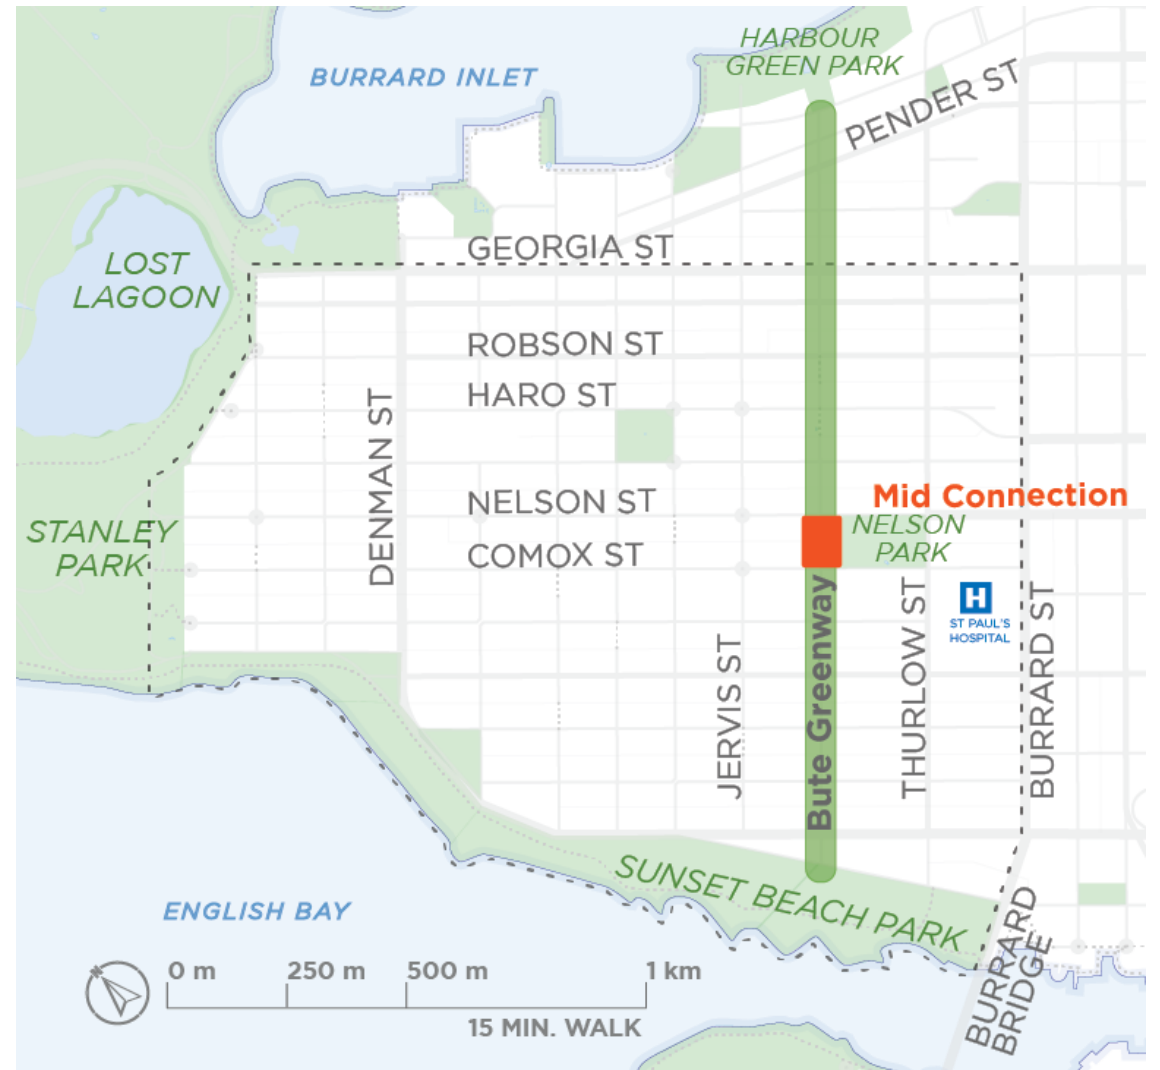 HARBOUR
GREEN PARK
BURRARD INLET
PENDER ST
GEORGIA ST
LOST
LAGOON
ROBSON ST
HARO ST
DENMAN ST
NELSON ST
Mid Connection
STANLEY
PARK
NELSON
PARK
COMOX ST
H
ST PAUL'S
HOSPITAL
JERVIS ST
Bute Greenway
THURLOW ST
BURRARD ST
SUNSET BEACH PARK
ENGLISH BAY
BURRARD
BRIDGE
N
0 m 250 m 500 m 1 km
15 MIN. WALK